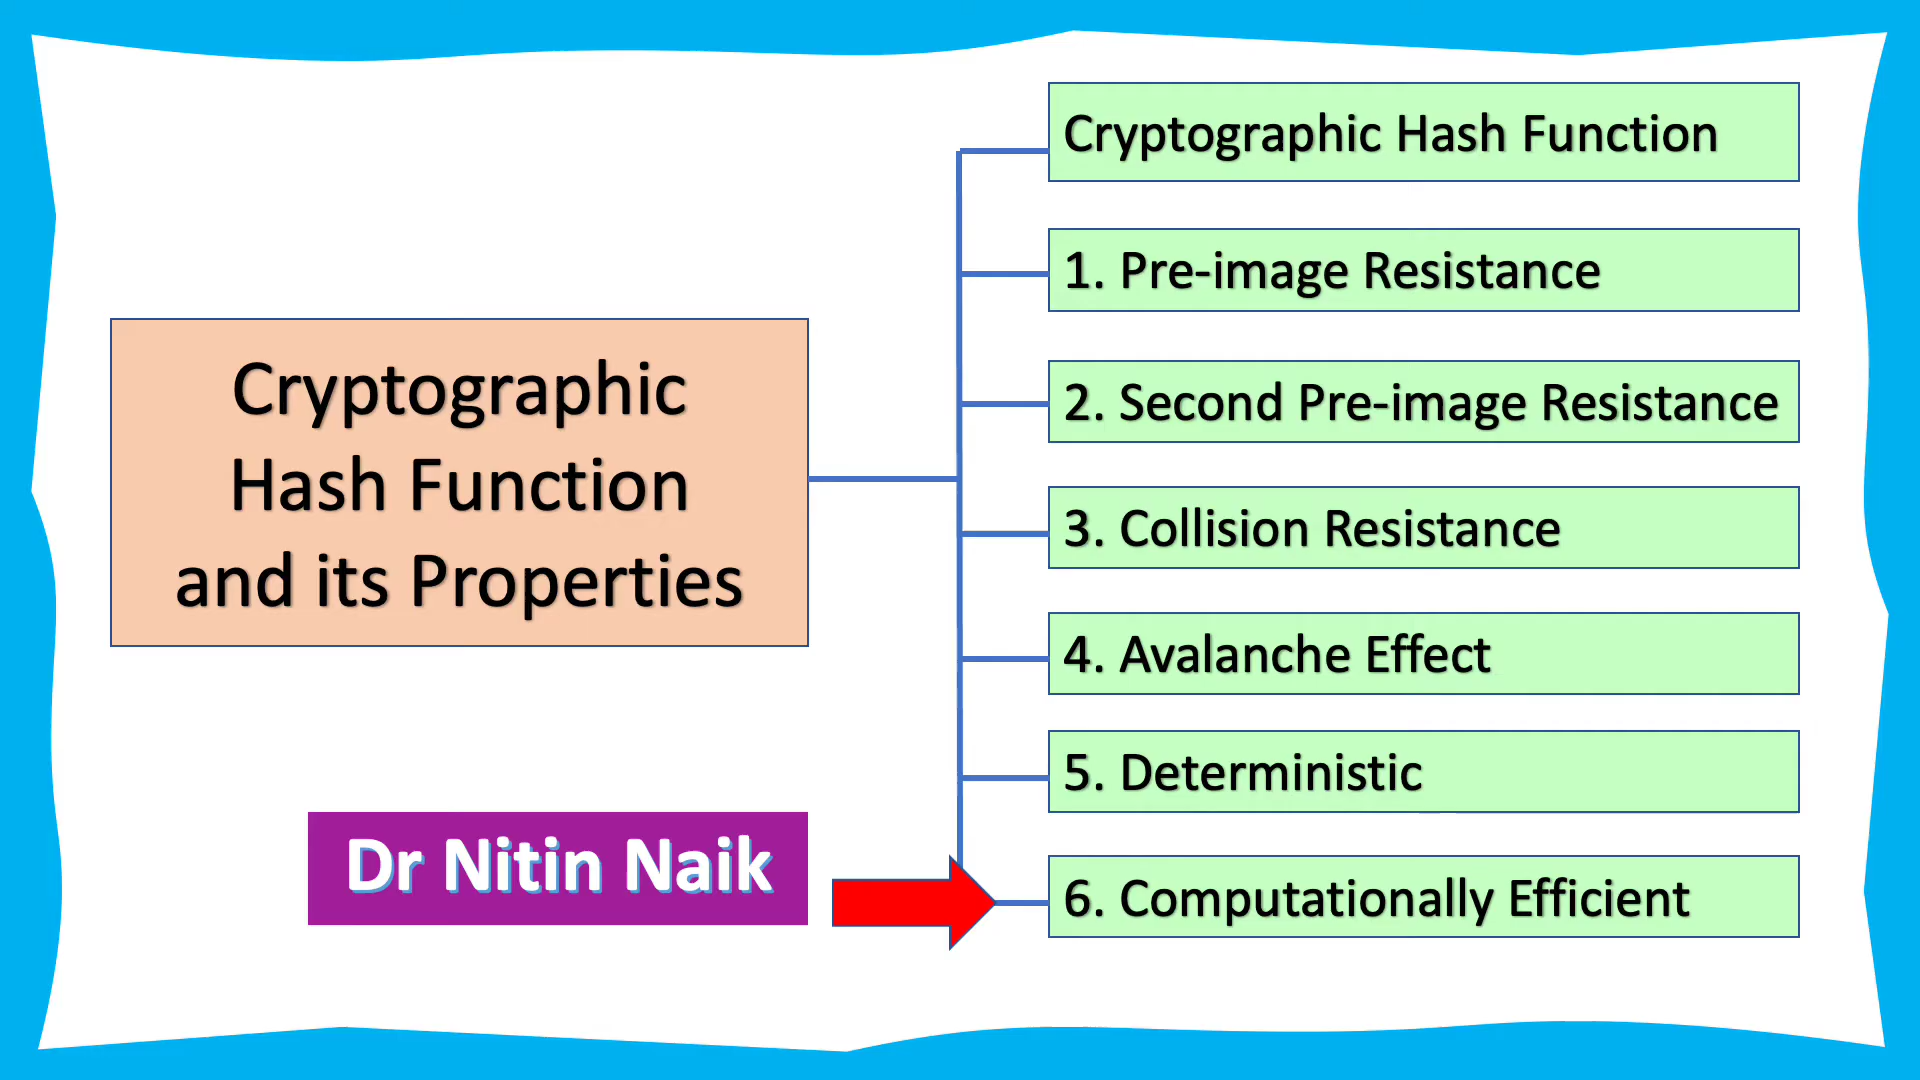 Cryptographic
Hash Function
and its Properties
Dr Nitin Naik
Cryptographic Hash Function
1. Pre-image Resistance
2. Second Pre-image Resistance
3. Collision Resistance
4. Avalanche Effect
5. Deterministic
6. Computationally Efficient